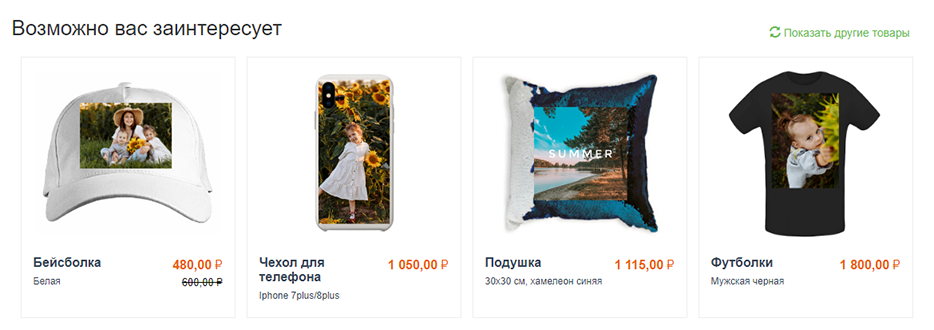 Возможно вас заинтересует
Показать другие товары
SUMMER
Бейсболка
480,00 ₽
Белая
600,00 ₽
Чехол для
телефона
1 050,00 ₽
Iphone 7plus/8plus
Подушка
1 115,00 ₽
30x30 см, хамелеон синяя
Футболки
1 800,00 ₽
Мужская черная